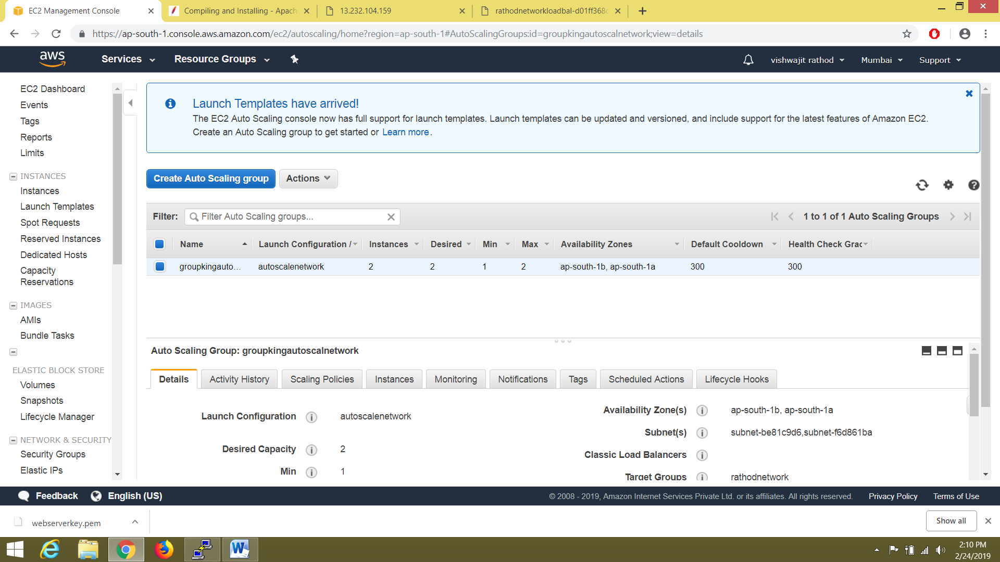 EC2 Management Console
Compiling and Installing - Apach
13.232.104.159
rathodnetworkloadbal-d01ff368c
https://ap-south-1.console.aws.amazon.com/ec2/autoscaling/home?region=ap-south-1#AutoScalingGroups:id=groupkingautoscalnetwork;view=details
aws
Services
Resource Groups
vishwajit rathod
Mumbai
Support
EC2 Dashboard
Events
Tags
Reports
Limits
INSTANCES
Instances
Launch Templates
Spot Requests
Reserved Instances
Dedicated Hosts
Capacity
Reservations
IMAGES
AMIs
Bundle Tasks
ELASTIC BLOCK STORE
Volumes
Snapshots
Lifecycle Manager
NETWORK & SECURITY
Security Groups
Elastic IPs
Launch Templates have arrived!
The EC2 Auto Scaling console now has full support for launch templates. Launch templates can be updated and versioned, and include support for the latest features of Amazon EC2.
Create an Auto Scaling group to get started or Learn more.
Create Auto Scaling group
Actions
Filter:
Filter Auto Scaling groups...
1 to 1 of 1 Auto Scaling Groups
Name
Launch Configuration /
Instances
Desired
Min
Max
Availability Zones
Default Cooldown
Health Check Grac
groupkingauto...
autoscalenetwork
2
2
1
2
ap-south-1b, ap-south-1a
300
300
Auto Scaling Group: groupkingautoscalnetwork
Details
Activity History
Scaling Policies
Instances
Monitoring
Notifications
Tags
Scheduled Actions
Lifecycle Hooks
Launch Configuration
autoscalenetwork
Desired Capacity
2
Min
1
Availability Zone(s)
ap-south-1b, ap-south-1a
Subnet(s)
subnet-be81c9d6,subnet-f6d861ba
Classic Load Balancers
Target Groups
rathodnetwork
Feedback
English (US)
© 2008 - 2019, Amazon Internet Services Private Ltd. or its affiliates. All rights reserved.
Privacy Policy
Terms of Use
webserverkey.pem
Show all
2:10 PM
2/24/2019